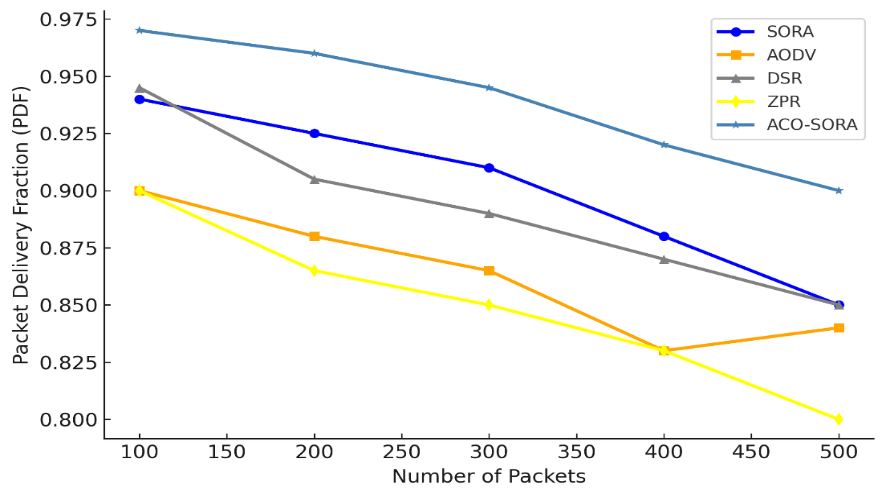 0.975
0.950
0.925
0.900
0.875
0.850
0.825
0.800
Packet Delivery Fraction (PDF)
SORA
AODV
DSR
ZPR
ACO-SORA
100 150 200 250 300 350 400 450 500
Number of Packets